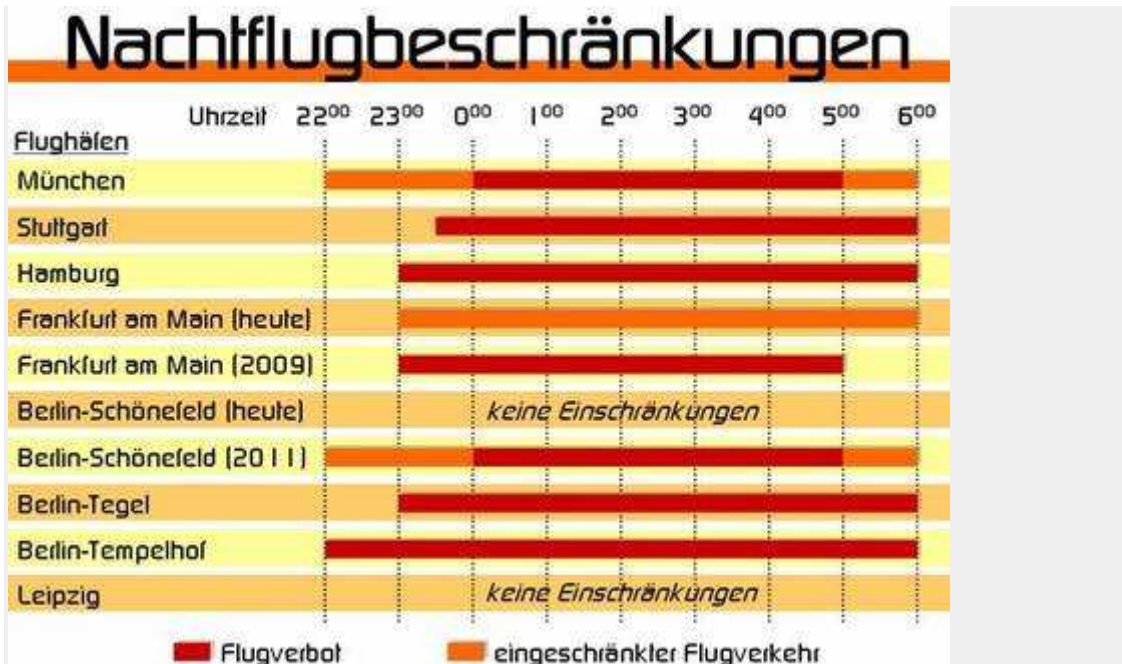 Nachtflugbeschränkungen
Uhrzeit 22⁰⁰ 23⁰⁰ 0⁰⁰ 1⁰⁰ 2⁰⁰ 3⁰⁰ 4⁰⁰ 5⁰⁰ 6⁰⁰
Flughäfen
München
Stuttgart
Hamburg
Frankfurt am Main (heute)
Frankfurt am Main (2009)
Berlin-Schönefeld (heute) keine Einschränkungen
Berlin-Schönefeld (2011)
Berlin-Tegel
Berlin-Tempelhof
Leipzig keine Einschränkungen
Flugverbot eingeschränkter Flugverkehr